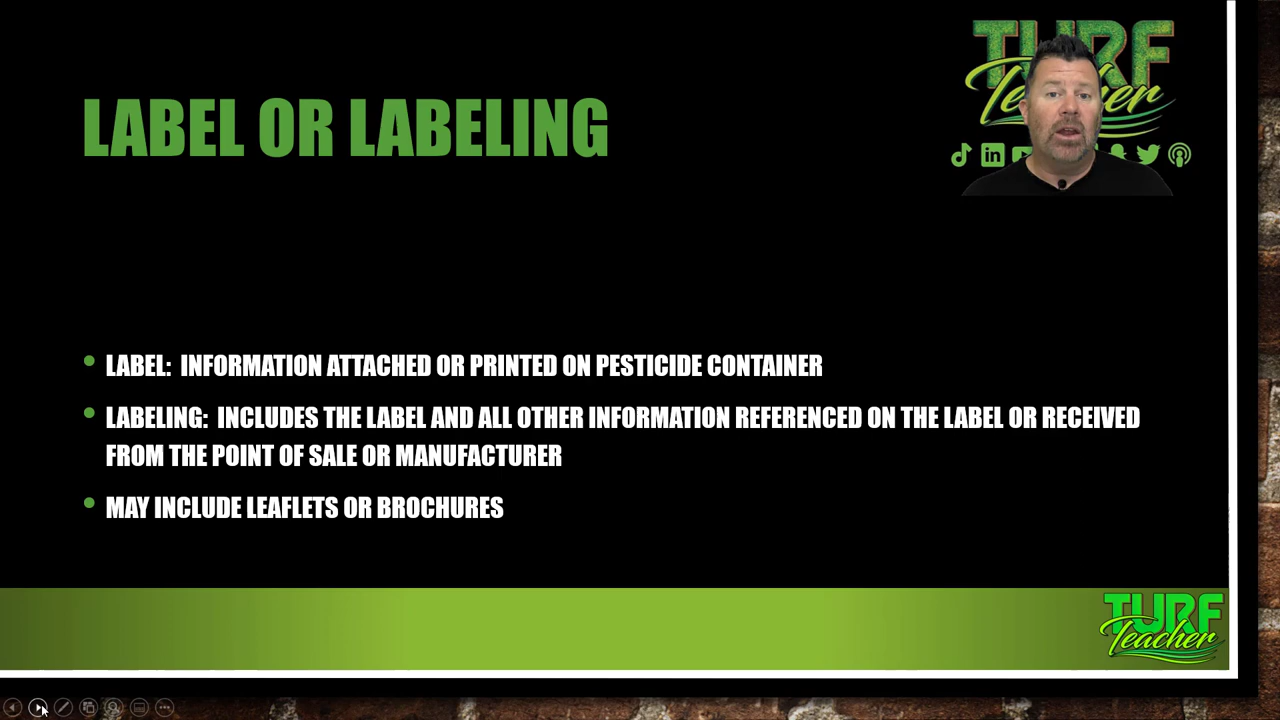 TURF
Teacher
LABEL OR LABELING
LABEL: INFORMATION ATTACHED OR PRINTED ON PESTICIDE CONTAINER
LABELING: INCLUDES THE LABEL AND ALL OTHER INFORMATION REFERENCED ON THE LABEL OR RECEIVED
FROM THE POINT OF SALE OR MANUFACTURER
MAY INCLUDE LEAFLETS OR BROCHURES
TURF
Teacher